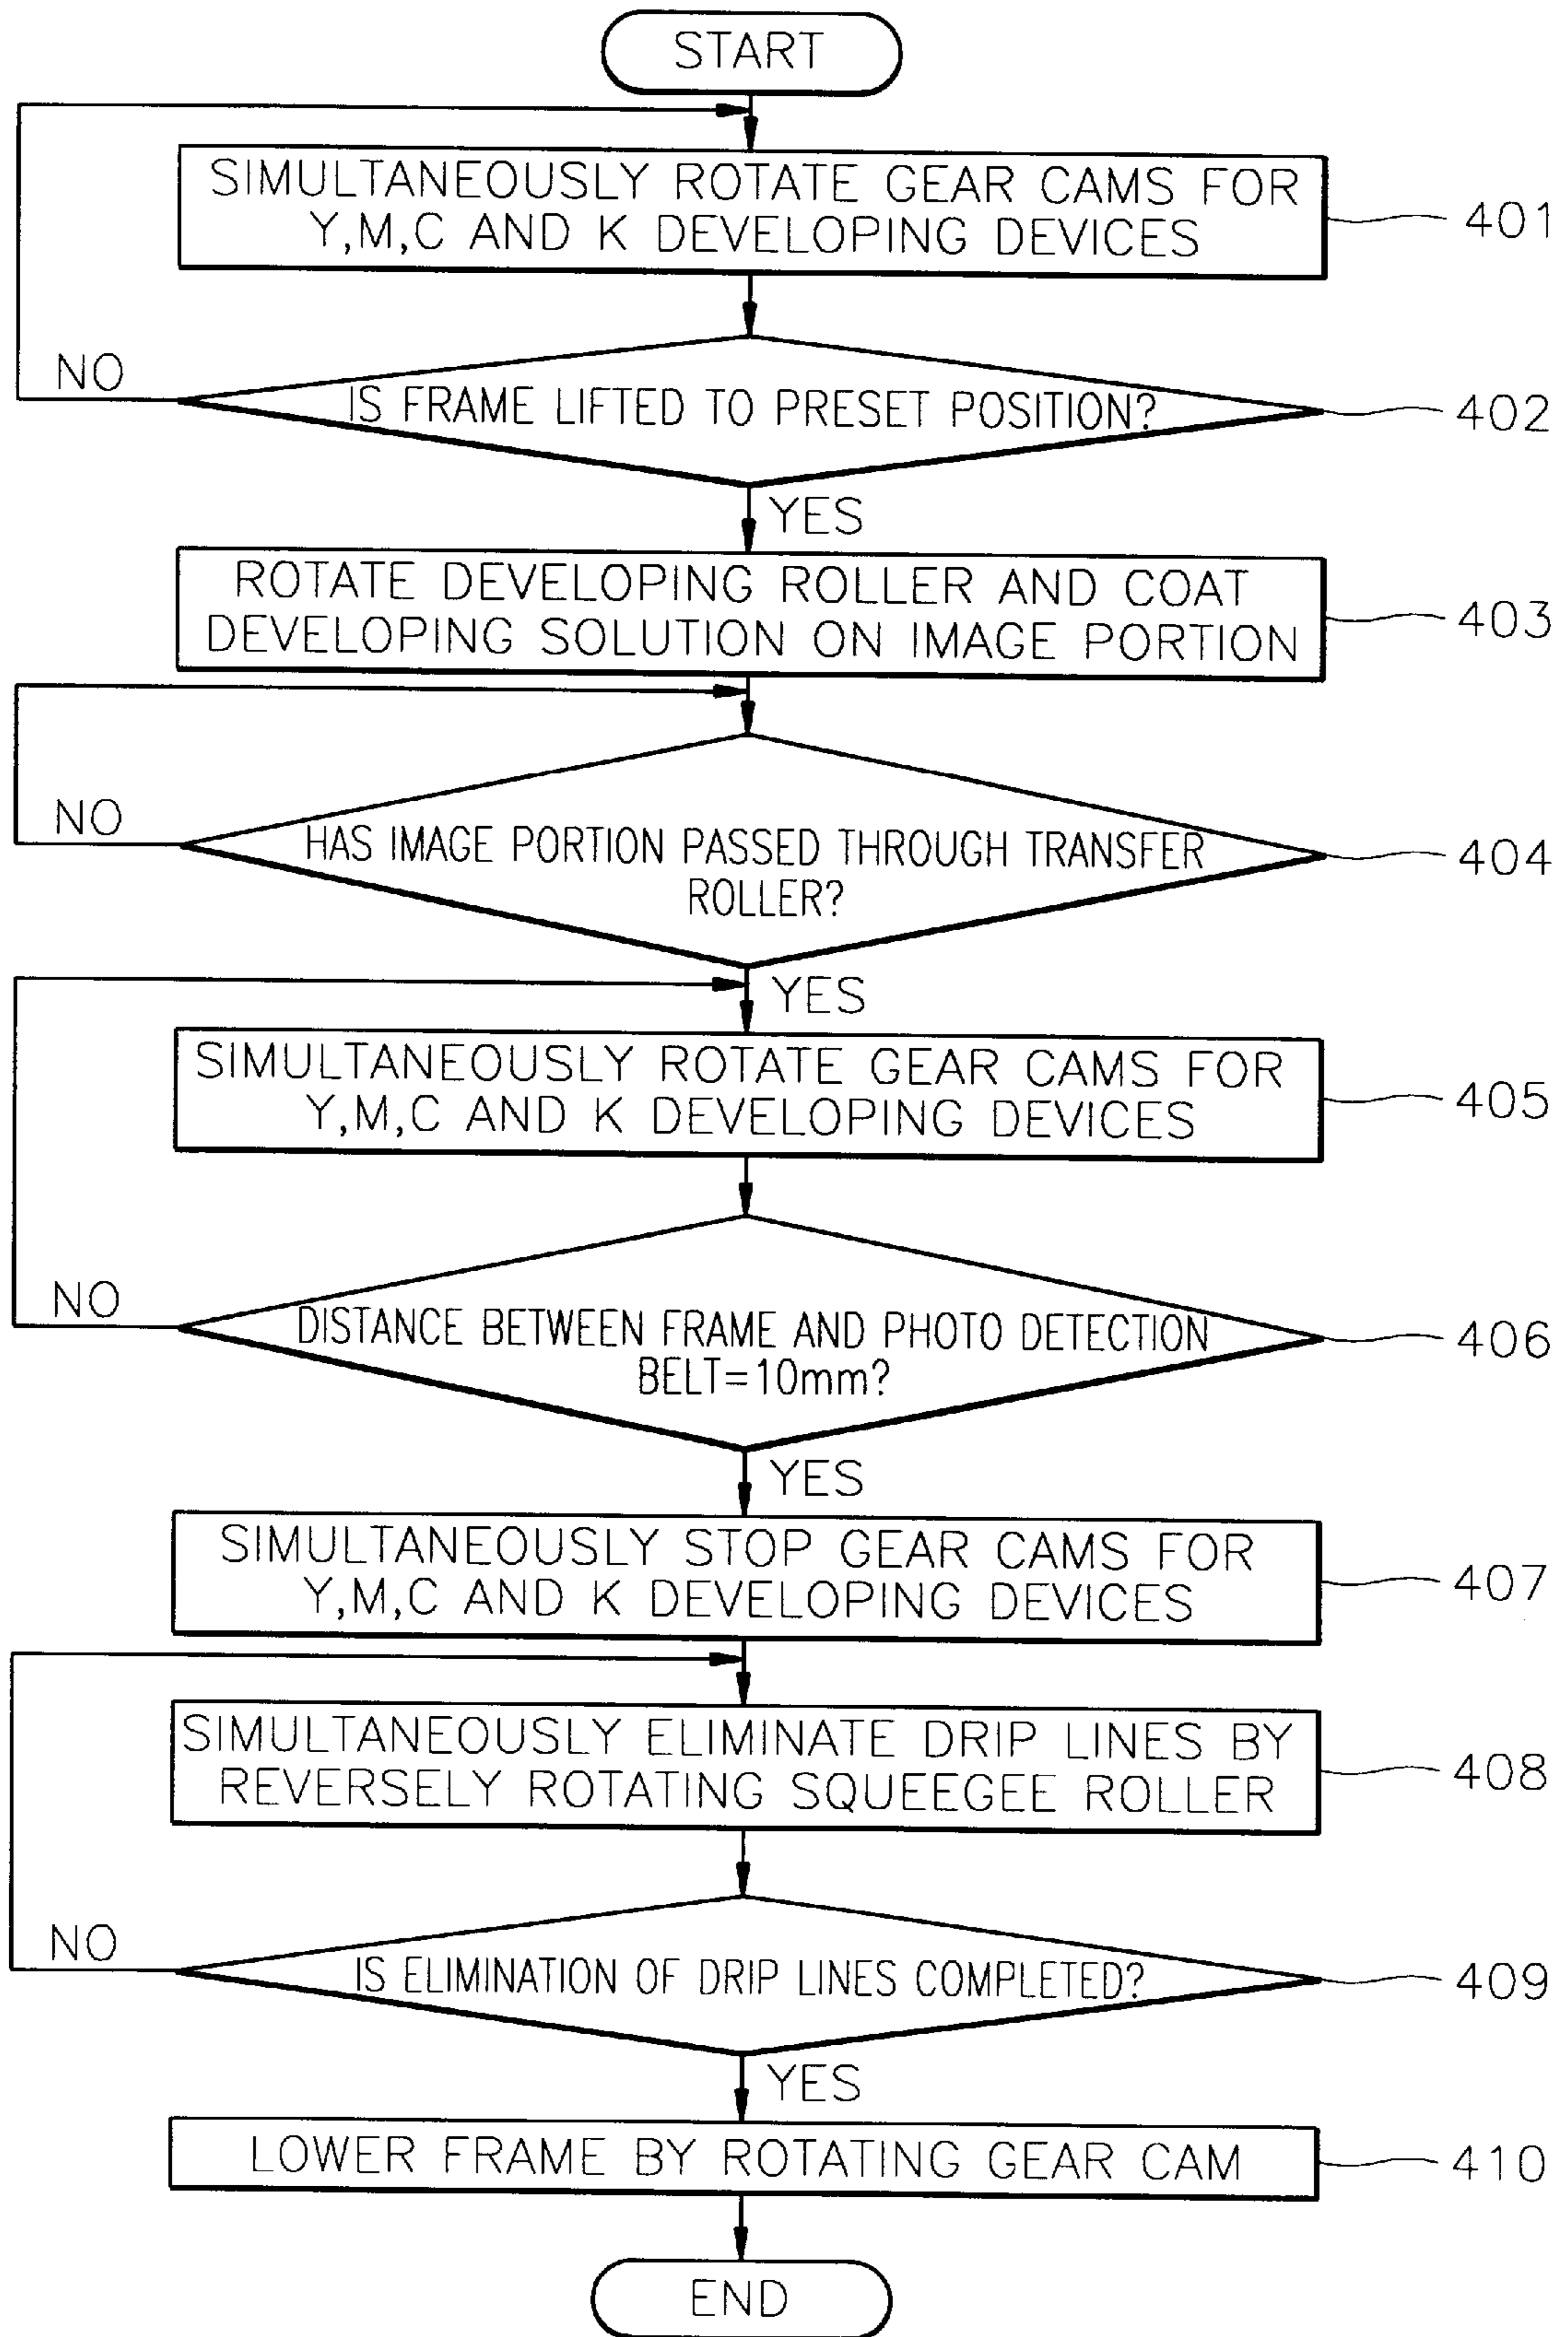 START
SIMULTANEOUSLY ROTATE GEAR CAMS FOR
Y,M,C AND K DEVELOPING DEVICES
401
NO
IS FRAME LIFTED TO PRESET POSITION?
402
YES
ROTATE DEVELOPING ROLLER AND COAT
DEVELOPING SOLUTION ON IMAGE PORTION
403
NO
HAS IMAGE PORTION PASSED THROUGH TRANSFER
ROLLER?
404
YES
SIMULTANEOUSLY ROTATE GEAR CAMS FOR
Y,M,C AND K DEVELOPING DEVICES
405
NO
DISTANCE BETWEEN FRAME AND PHOTO DETECTION
BELT=10mm?
406
YES
SIMULTANEOUSLY STOP GEAR CAMS FOR
Y,M,C AND K DEVELOPING DEVICES
407
SIMULTANEOUSLY ELIMINATE DRIP LINES BY
REVERSELY ROTATING SQUEEGEE ROLLER
408
NO
IS ELIMINATION OF DRIP LINES COMPLETED?
409
YES
LOWER FRAME BY ROTATING GEAR CAM
410
END